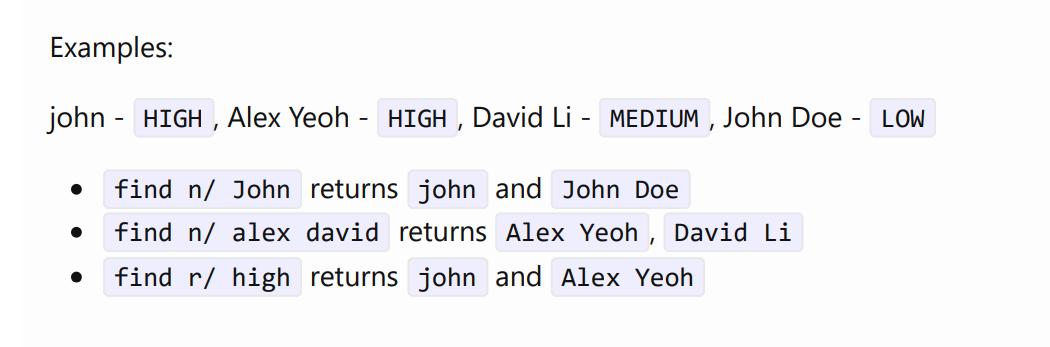 Examples:
john - HIGH, Alex Yeoh - HIGH, David Li - MEDIUM, John Doe - LOW
• find n/ John returns john and John Doe
• find n/ alex david returns Alex Yeoh, David Li
• find r/ high returns john and Alex Yeoh